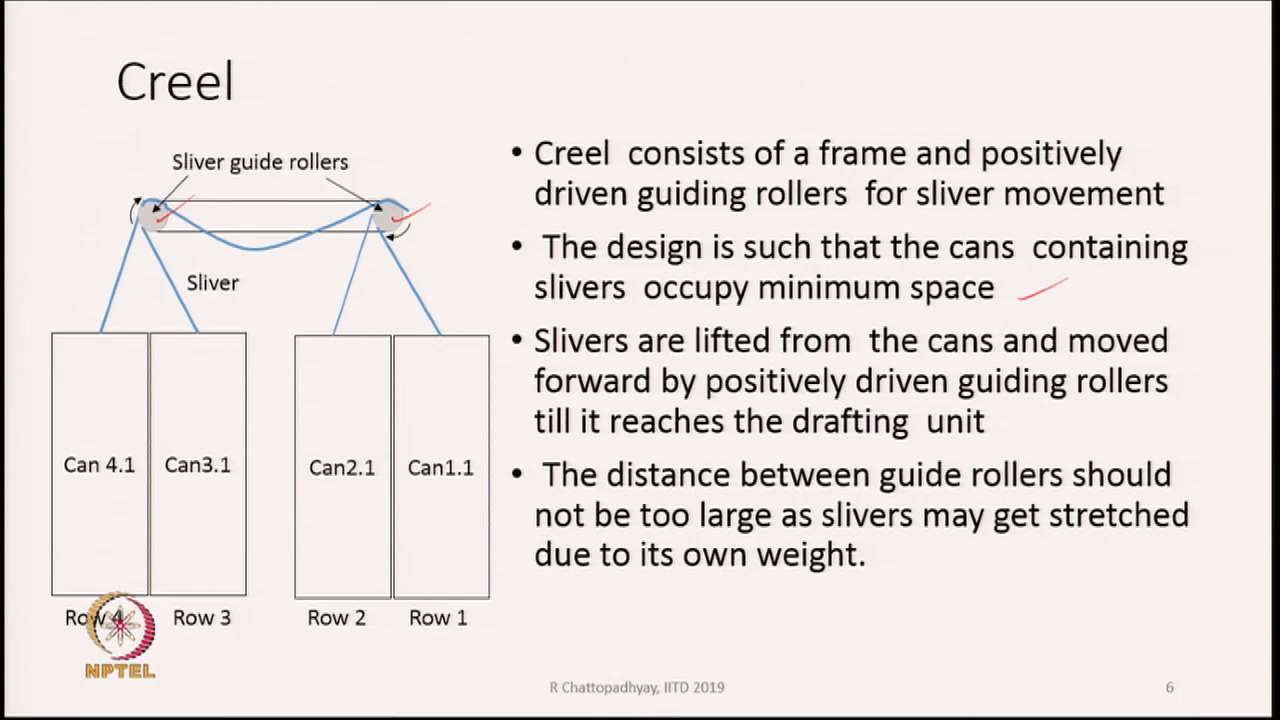 Creel
Sliver guide rollers
Sliver
Can 4.1
Can3.1
Can2.1
Can1.1
Row 4
Row 3
Row 2
Row 1
• Creel consists of a frame and positively
driven guiding rollers for sliver movement
• The design is such that the cans containing
slivers occupy minimum space
• Slivers are lifted from the cans and moved
forward by positively driven guiding rollers
till it reaches the drafting unit
• The distance between guide rollers should
not be too large as slivers may get stretched
due to its own weight.
NPTEL
R Chattopadhyay, IITD 2019
6